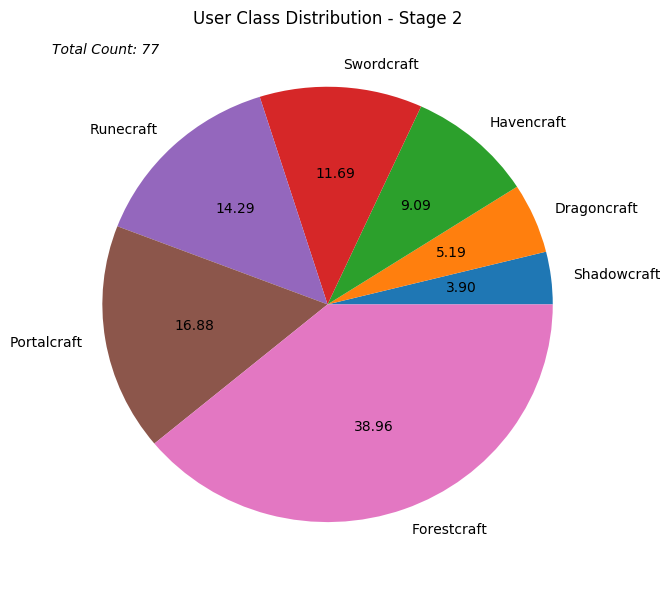 User Class Distribution - Stage 2
Total Count: 77
Swordcraft
Runecraft
Havencraft
11.69
14.29
9.09
Dragoncraft
5.19
Shadowcraft
3.90
16.88
Portalcraft
38.96
Forestcraft